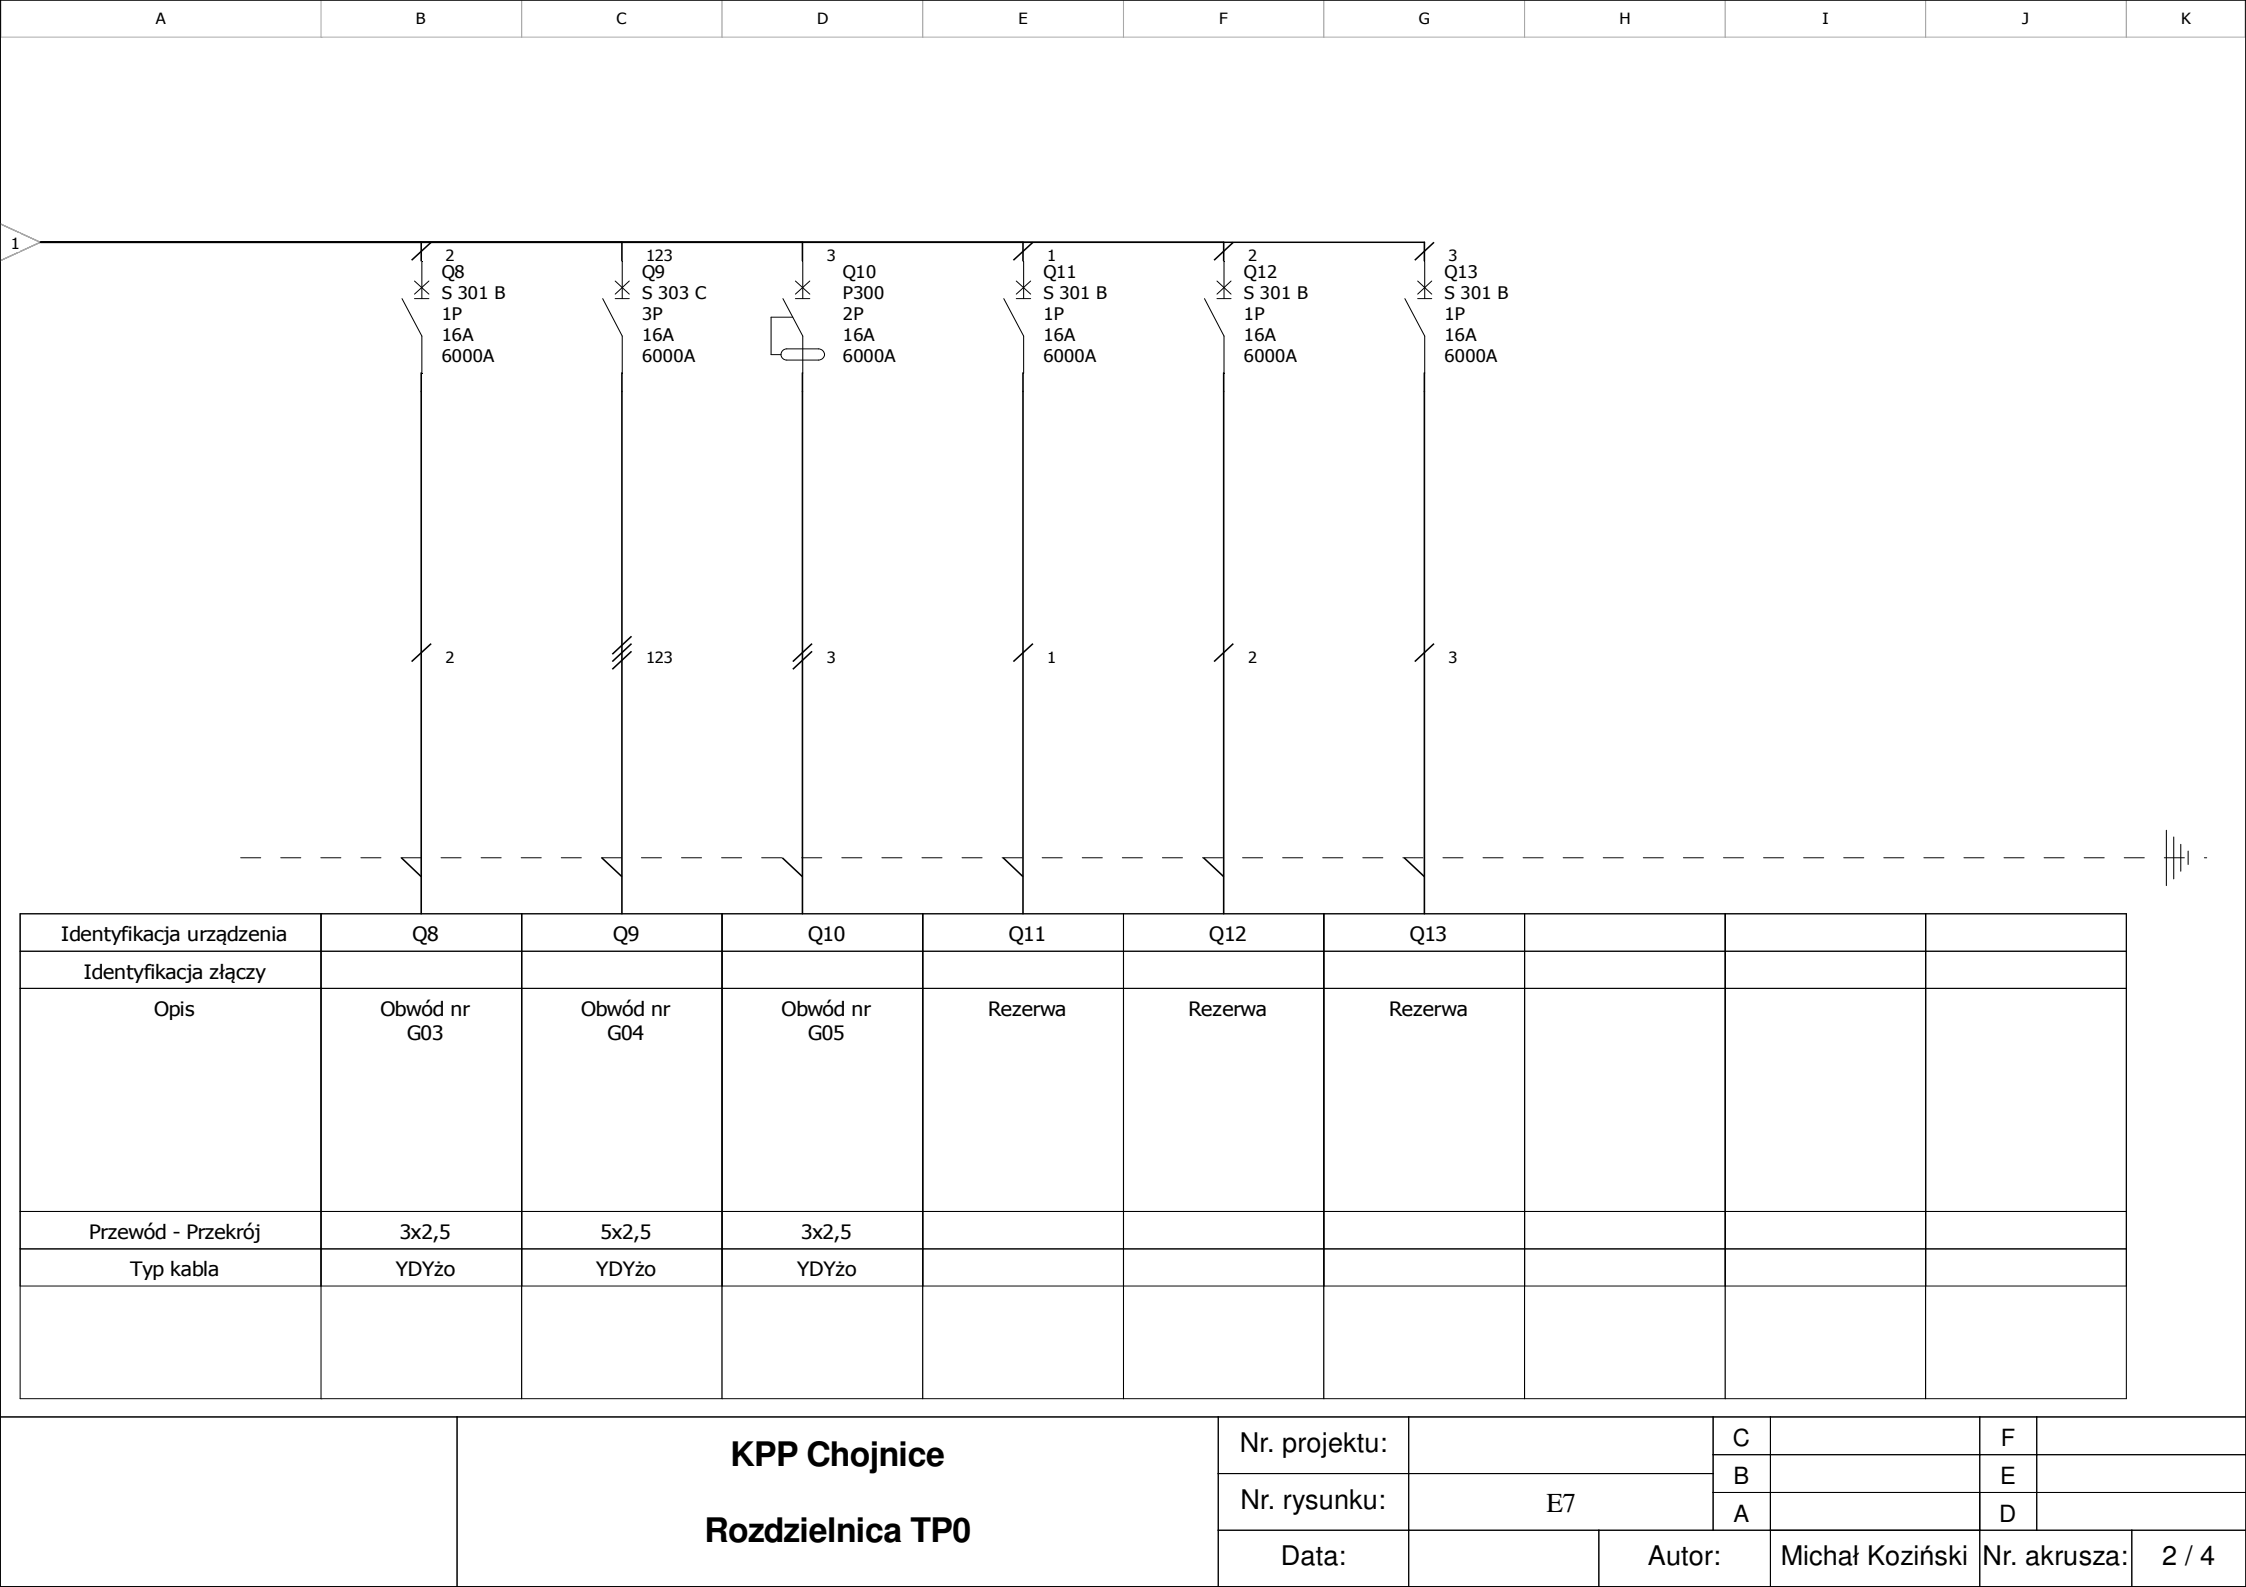 A B C D E F G H I J K
1
2 123 3 1 2 3
Q8 Q9 Q10 Q11 Q12 Q13
S 301 B S 303 C P300 S 301 B S 301 B S 301 B
1P 3P 2P 1P 1P 1P
16A 16A 16A 16A 16A 16A
6000A 6000A 6000A 6000A 6000A 6000A
2 123 3 1 2 3
Identyfikacja urządzenia Q8 Q9 Q10 Q11 Q12 Q13
Identyfikacja złączy
Opis Obwód nr Obwód nr Obwód nr Rezerwa Rezerwa Rezerwa
G03 G04 G05
Przewód - Przekrój 3x2,5 5x2,5 3x2,5
Typ kabla YDYżo YDYżo YDYżo
KPP Chojnice
Rozdzielnica TP0
Nr. projektu: C F
B E
Nr. rysunku: E7
A D
Data: Autor: Michał Koziński Nr. akrusza: 2 / 4